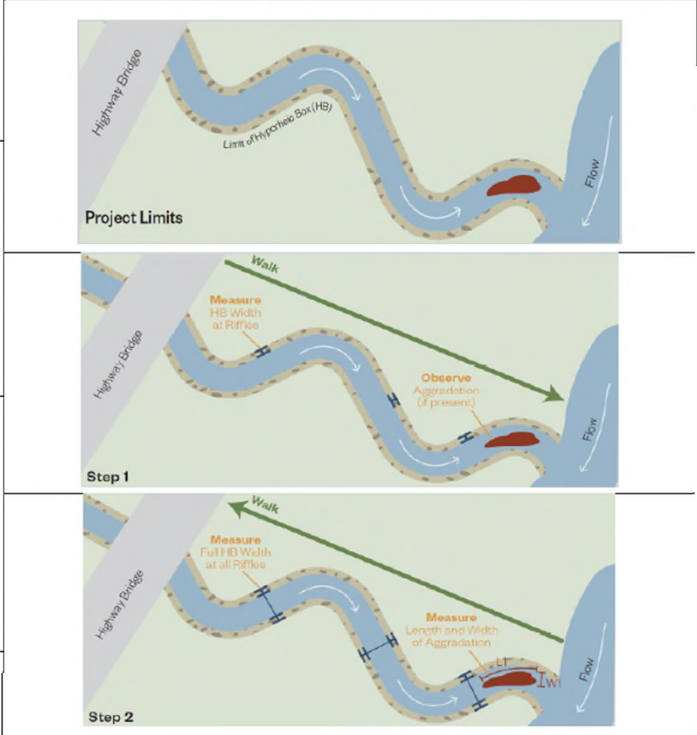 Highway Bridge
Limit of Hyporheic Box (HB)
Flow
Project Limits
Walk
Measure
HB Width
at Riffles
Highway Bridge
Observe
Aggradation
(if present)
Flow
Step 1
Walk
Measure
Full HB Width
at all Riffles
Highway Bridge
Measure
Length and Width
of Aggradation
L1
W1
Flow
Step 2